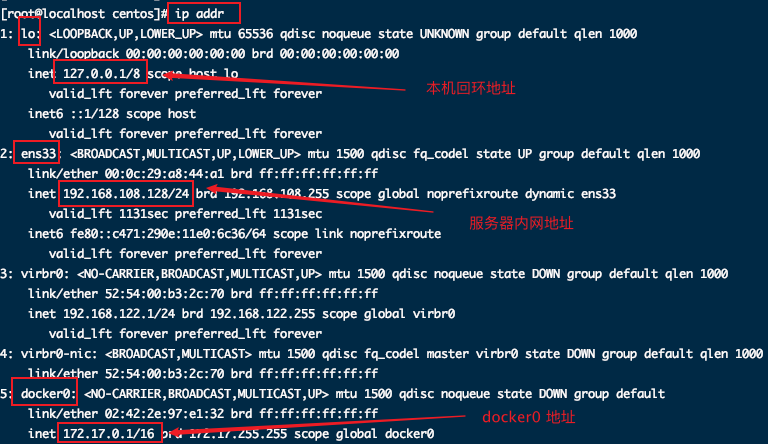 [root@localhost centos]# ip addr
1: lo: <LOOPBACK,UP,LOWER_UP> mtu 65536 qdisc noqueue state UNKNOWN group default qlen 1000
link/loopback 00:00:00:00:00:00 brd 00:00:00:00:00:00
inet 127.0.0.1/8 scope host lo
valid_lft forever preferred_lft forever
本机回环地址
inet6 ::1/128 scope host
valid_lft forever preferred_lft forever
2: ens33: <BROADCAST,MULTICAST,UP,LOWER_UP> mtu 1500 qdisc fq_codel state UP group default qlen 1000
link/ether 00:0c:29:a8:44:a1 brd ff:ff:ff:ff:ff:ff
inet 192.168.108.128/24 brd 192.168.108.255 scope global noprefixroute dynamic ens33
valid_lft 1131sec preferred_lft 1131sec
服务器内网地址
inet6 fe80::c471:290e:11e0:6c36/64 scope link noprefixroute
valid_lft forever preferred_lft forever
3: virbr0: <NO-CARRIER,BROADCAST,MULTICAST,UP> mtu 1500 qdisc noqueue state DOWN group default qlen 1000
link/ether 52:54:00:b3:2c:70 brd ff:ff:ff:ff:ff:ff
inet 192.168.122.1/24 brd 192.168.122.255 scope global virbr0
valid_lft forever preferred_lft forever
4: virbr0-nic: <BROADCAST,MULTICAST> mtu 1500 qdisc fq_codel master virbr0 state DOWN group default qlen 1000
link/ether 52:54:00:b3:2c:70 brd ff:ff:ff:ff:ff:ff
5: docker0: <NO-CARRIER,BROADCAST,MULTICAST,UP> mtu 1500 qdisc noqueue state DOWN group default
link/ether 02:42:2e:97:e1:32 brd ff:ff:ff:ff:ff:ff
docker0 地址
inet 172.17.0.1/16 brd 172.17.255.255 scope global docker0